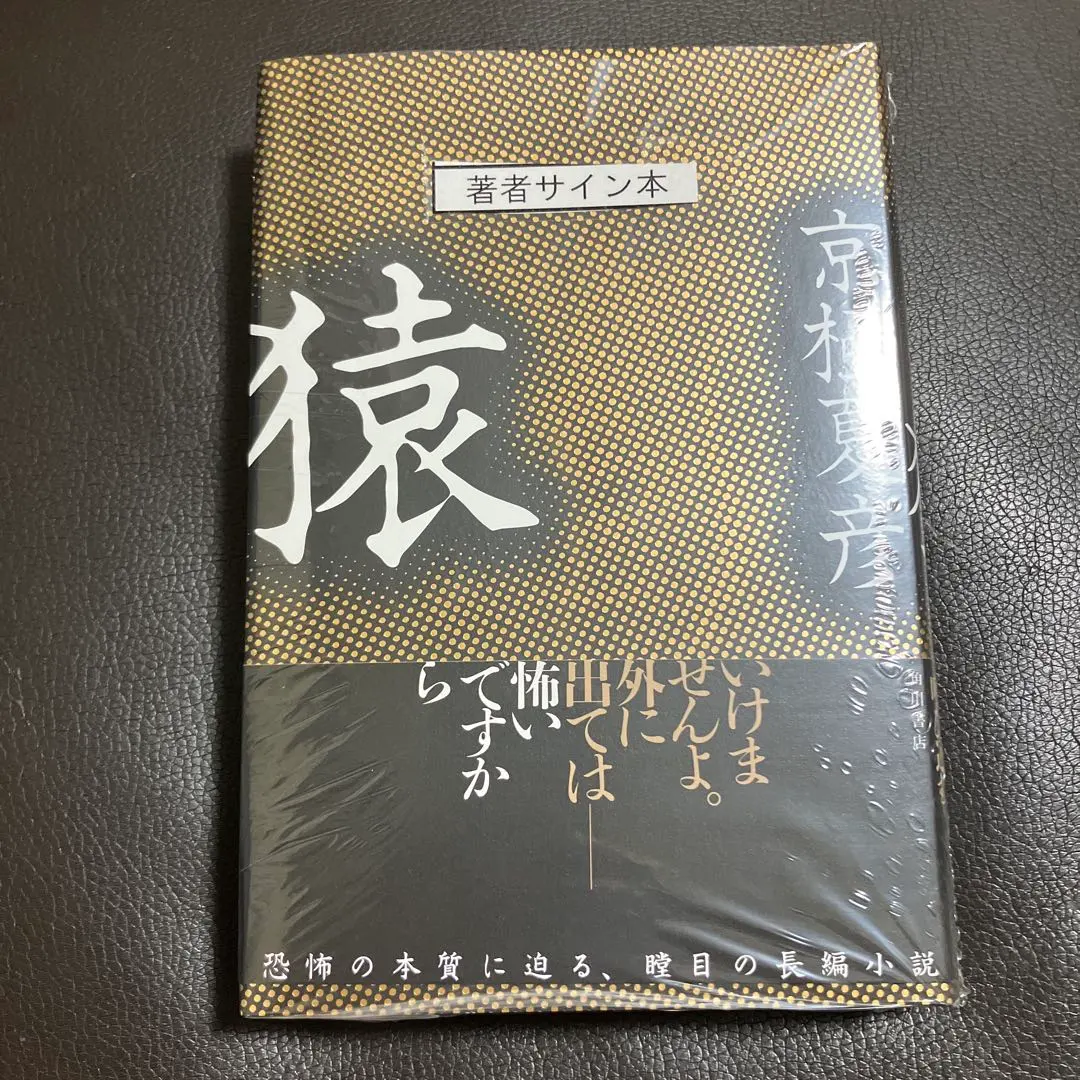 著者サイン本
京極夏彦
猿
いけま
せんよ。
外に
出ては――
怖い
ですか
ら
角川書店
恐怖の本質に迫る、瞠目の長編小説